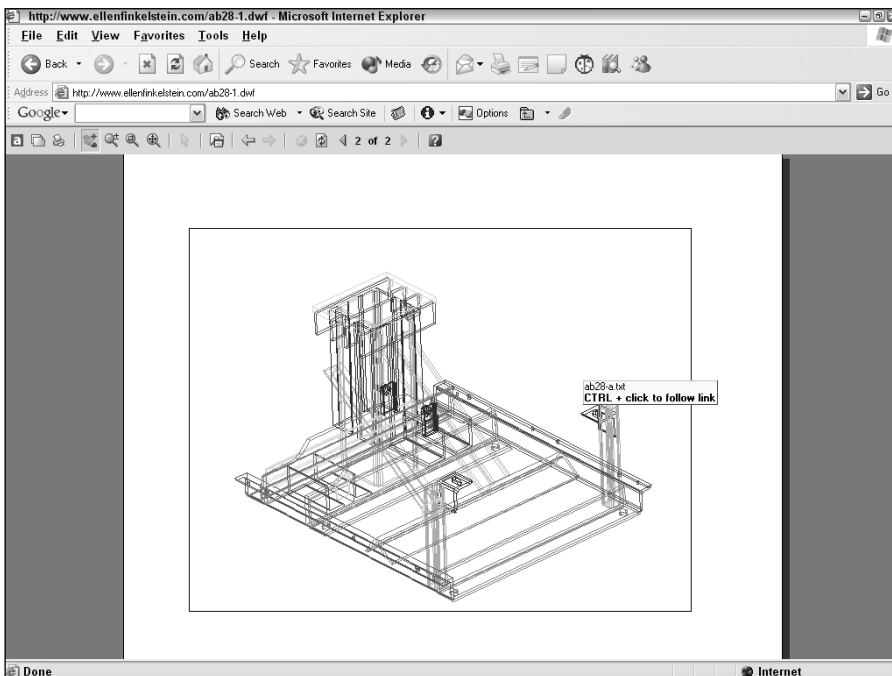 http://www.ellenfinkelstein.com/ab28-1.dwf - Microsoft Internet Explorer
File Edit View Favorites Tools Help
Back Search Favorites Media
Address http://www.ellenfinkelstein.com/ab28-1.dwf Go
Google Search Web Search Site Options
2 of 2
ab28-a.txt
CTRL + click to follow link
Done Internet